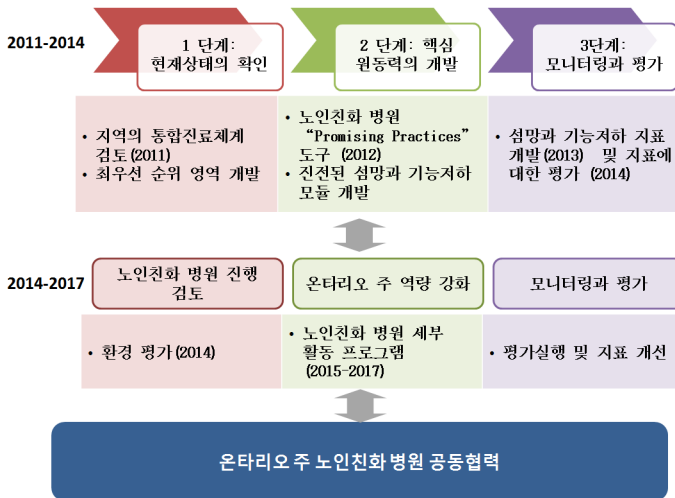 2011-2014
1 단계:
현재상태의 확인
2 단계: 핵심
원동력의 개발
3단계:
모니터링과 평가
• 지역의 통합진료체계
검토(2011)
• 최우선 순위 영역 개발
• 노인친화 병원
“Promising Practices”
도구 (2012)
• 진전된 섬망과 기능저하
모듈 개발
• 섬망과 기능저하 지표
개발(2013) 및 지표에
대한 평가 (2014)
2014-2017
노인친화 병원 진행
검토
온타리오 주 역량 강화
모니터링과 평가
• 환경 평가(2014)
• 노인친화 병원 세부
활동 프로그램
(2015-2017)
• 평가실행 및 지표 개선
온타리오 주 노인친화 병원 공동협력